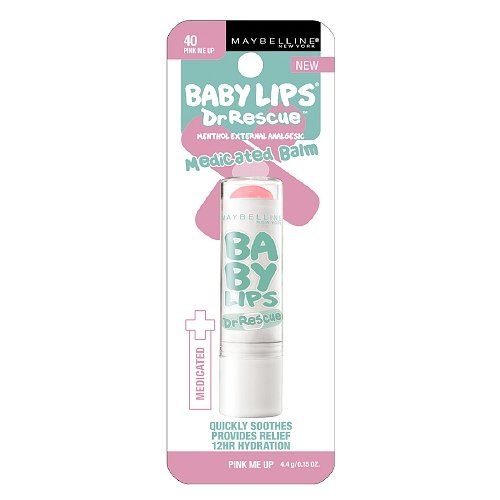 40
PINK ME UP
MAYBELLINE
NEW YORK
NEW
BABY LIPS®
Dr Rescue™
MENTHOL EXTERNAL ANALGESIC
Medicated Balm
MAYBELLINE
NEW YORK
BA
BY
LIPS
Dr Rescue
MEDICATED
QUICKLY SOOTHES
PROVIDES RELIEF
12HR HYDRATION
PINK ME UP 4.4 g/0.15 OZ.